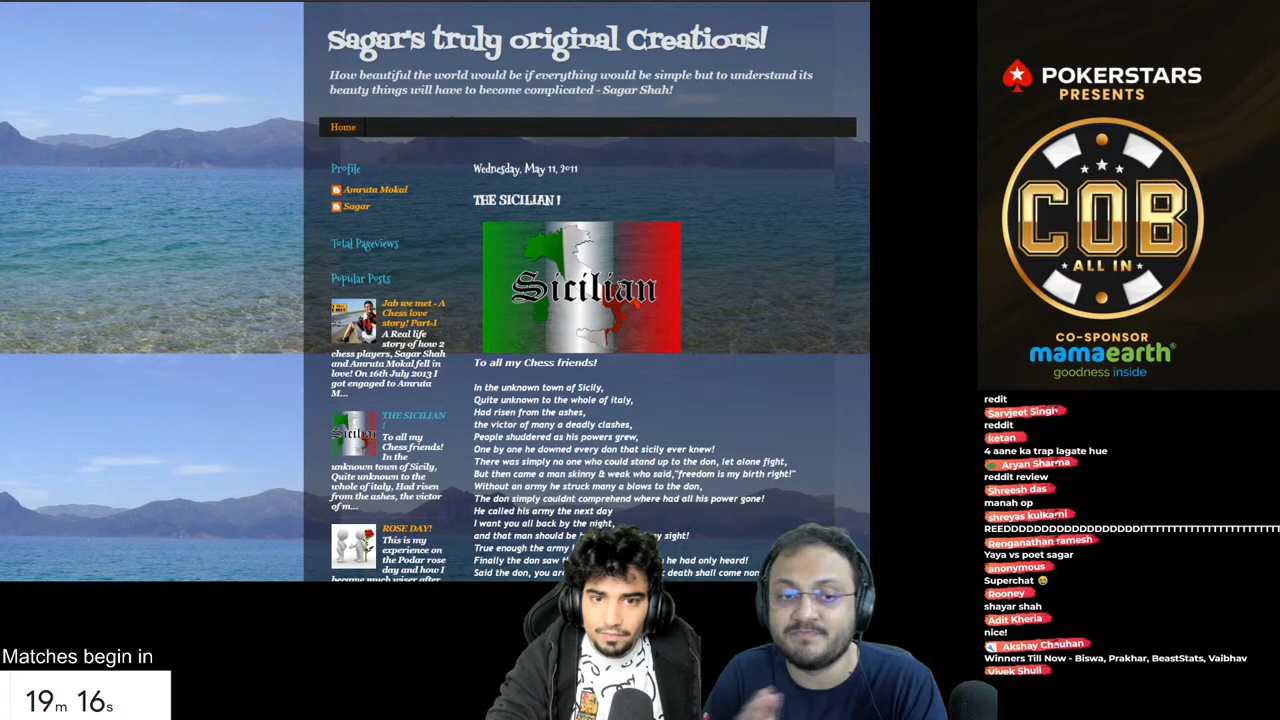 Sagar's truly original Creations!
How beautiful the world would be if everything would be simple but to understand its
beauty things will have to become complicated - Sagar Shah!
Home
Profile
Amruta Mokal
Sagar
Total Pageviews
Popular Posts
Jab we met - A
Chess love
story! Part-1
A Real life
story of how 2
chess players, Sagar Shah
and Amruta Mokal fell in
love! On 16th July 2013 I
got engaged to Amruta
M...
THE SICILIAN
!
To all my
Chess friends!
In the
unknown town of Sicily,
Quite unknown to the
whole of italy, Had risen
from the ashes, the victor
of m...
ROSE DAY!
This is my
experience on
the Podar rose
day and how I
became much wiser after
Wednesday, May 11, 2011
THE SICILIAN !
Sicilian
To all my Chess friends!
In the unknown town of Sicily,
Quite unknown to the whole of italy,
Had risen from the ashes,
the victor of many a deadly clashes,
People shuddered as his powers grew,
One by one he downed every don that sicily ever knew!
There was simply no one who could stand up to the don, let alone fight,
But then came a man skinny & weak who said,"freedom is my birth right!"
Without an army he struck many a blows to the don,
The don simply couldnt comprehend where had all his power gone!
He called his army the next day
I want you all back by the night,
and that man should be my sight!
True enough the army
Finally the don saw he had only heard!
Said the don, you are death shall come
Matches begin in
19m 16s
POKERSTARS
PRESENTS
COB
ALL IN
CO-SPONSOR
mamaearth®
goodness inside
redit
Sarvjeet Singh
reddit
ketan
4 aane ka trap lagate hue
Aryan Sharma
reddit review
Shreesh das
manah op
shreyas kulkarni
REEDDDDDDDDDDDDDDDDDDDITTTTTTTTTTTTTTTTTTT
Renganathan ramesh
Yaya vs poet sagar
anonymous
Superchat 😂
Rooney
shayar shah
Adit Kheria
nice!
Akshay Chauhan
Winners Till Now - Biswa, Prakhar, BeastStats, Vaibhav
Vivek Shull